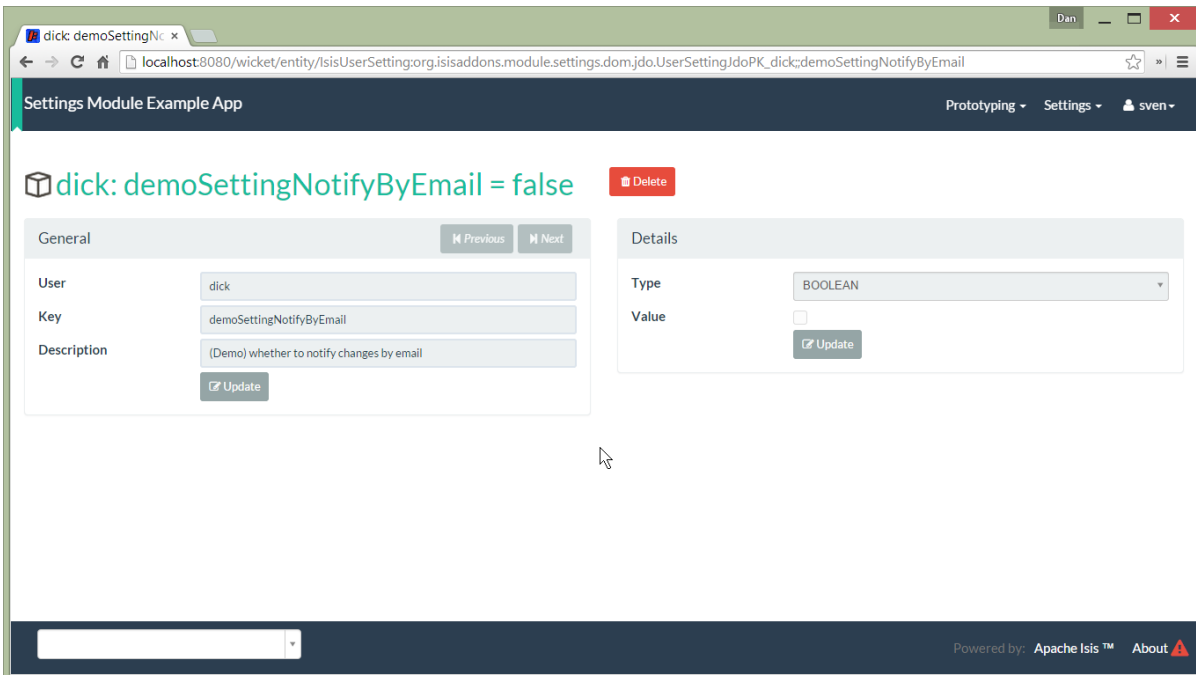 Dan
dick: demoSettingNo
localhost:8080/wicket/entity/IsisUserSetting:org.isisaddons.module.settings.dom.jdo.UserSettingJdoPK_dick;;demoSettingNotifyByEmail
Settings Module Example App
Prototyping Settings sven
dick: demoSettingNotifyByEmail = false
Delete
General
Previous Next
User dick
Key demoSettingNotifyByEmail
Description (Demo) whether to notify changes by email
Update
Details
Type BOOLEAN
Value
Update
Powered by: Apache Isis ™ About